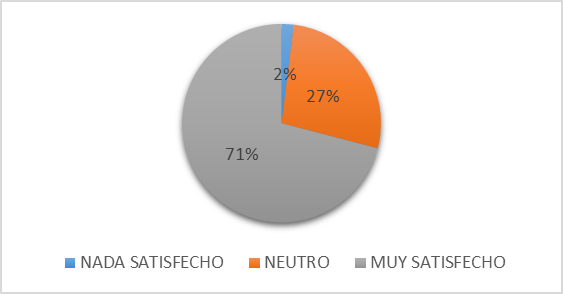 2%
27%
71%
NADA SATISFECHO NEUTRO MUY SATISFECHO